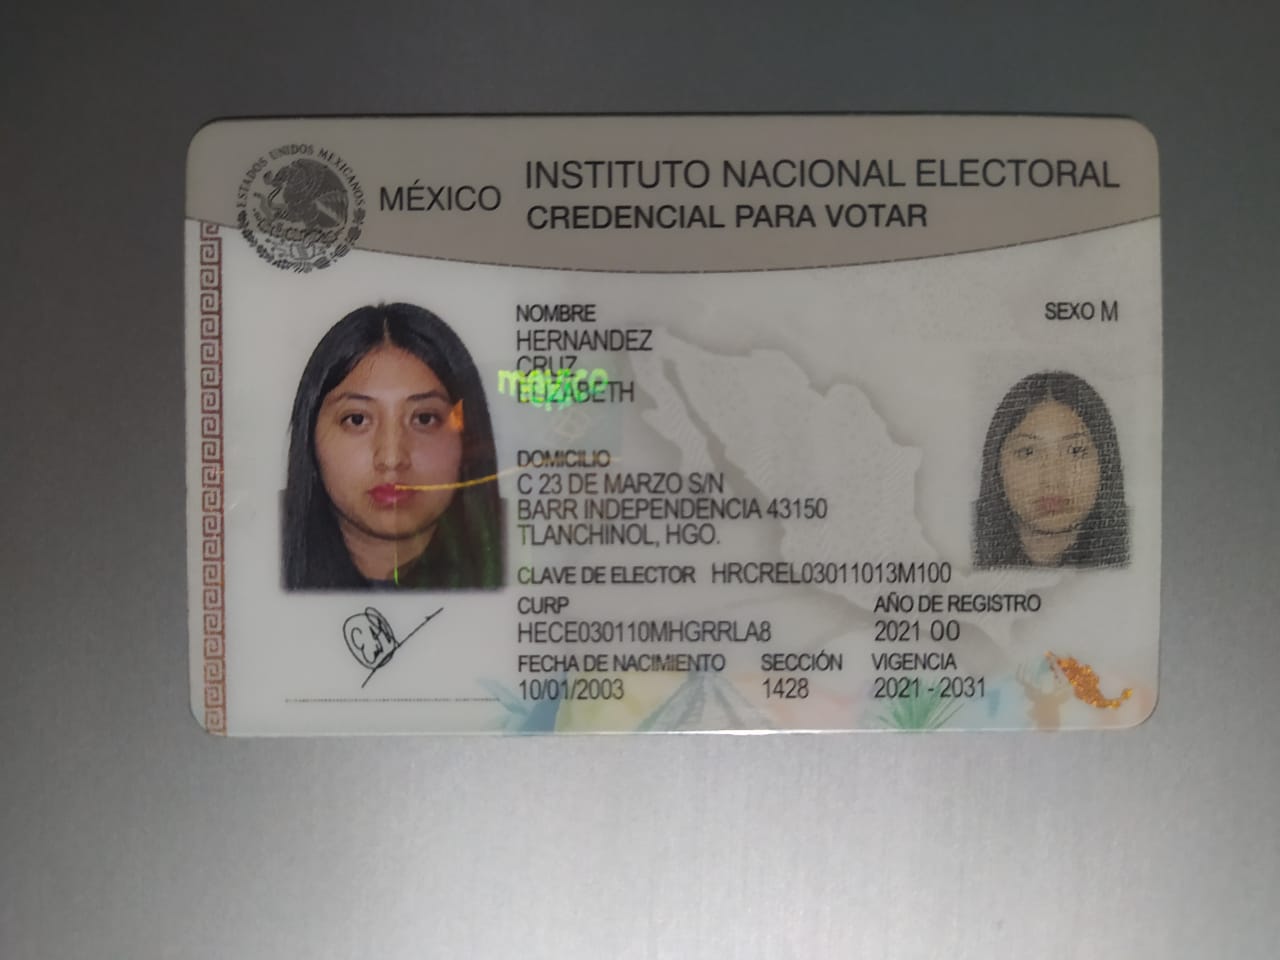 ESTADOS UNIDOS MEXICANOS
MÉXICO
INSTITUTO NACIONAL ELECTORAL
CREDENCIAL PARA VOTAR
NOMBRE
HERNANDEZ
CRUZ
ELIZABETH
SEXO M
DOMICILIO
C 23 DE MARZO S/N
BARR INDEPENDENCIA 43150
TLANCHINOL, HGO.
CLAVE DE ELECTOR HRCREL03011013M100
CURP
HECE030110MHGRRLA8
AÑO DE REGISTRO
2021 00
FECHA DE NACIMIENTO
10/01/2003
SECCIÓN
1428
VIGENCIA
2021 - 2031